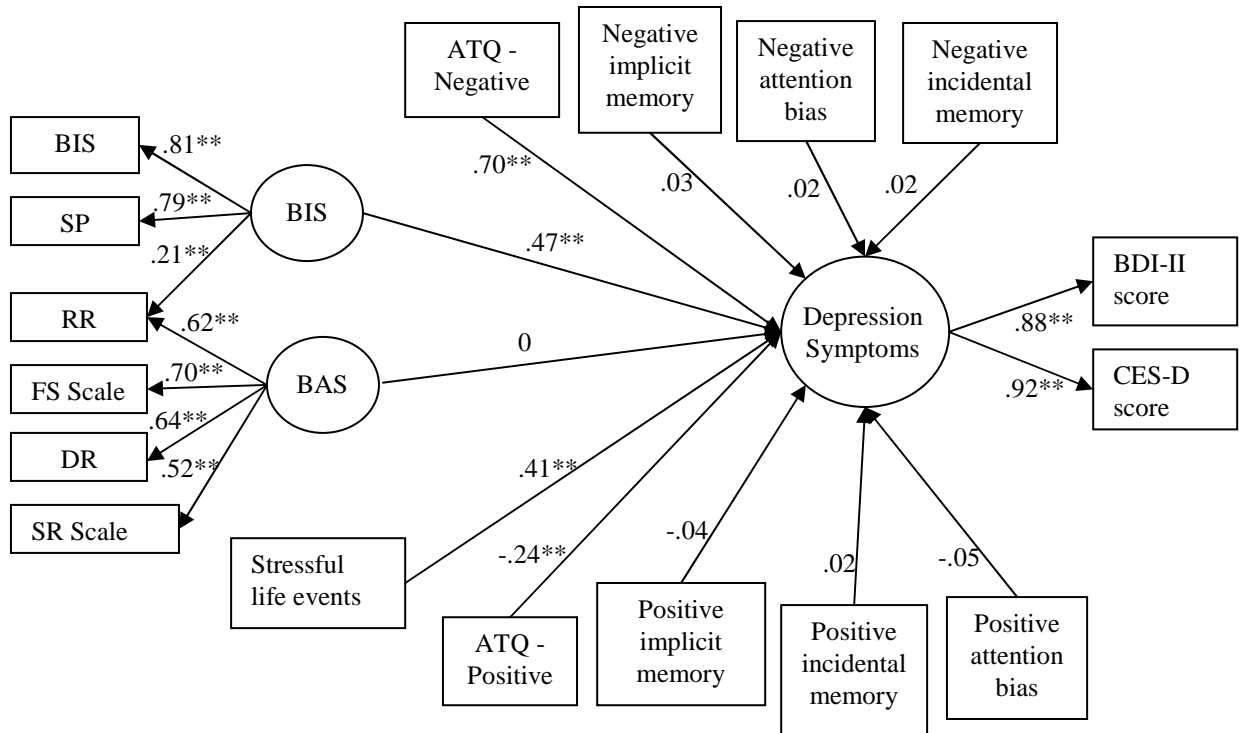 ATQ -
Negative
Negative
implicit
memory
Negative
attention
bias
Negative
incidental
memory
BIS
.81**
.70**
.03
.02
.02
SP
.79**
BIS
.21**
.47**
BDI-II
score
.88**
RR
.62**
0
Depression
Symptoms
FS Scale
.70**
BAS
.92**
CES-D
score
DR
.64**
.52**
SR Scale
.41**
-.24**
-.04
.02
-.05
Stressful
life events
ATQ -
Positive
Positive
implicit
memory
Positive
incidental
memory
Positive
attention
bias